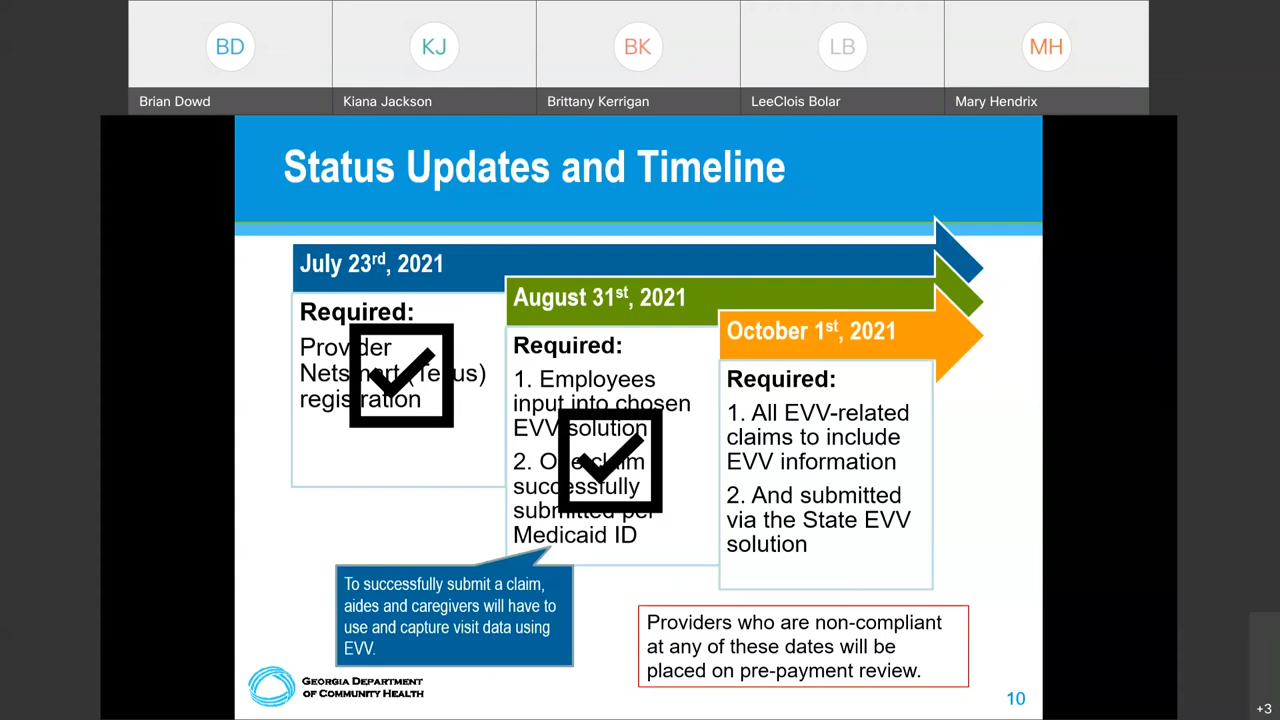 BD
KJ
BK
LB
MH
Brian Dowd
Kiana Jackson
Brittany Kerrigan
LeeClois Bolar
Mary Hendrix
Status Updates and Timeline
July 23rd, 2021
Required:
Provider
Netsmart (Tellus)
registration
August 31st, 2021
Required:
1. Employees
input into chosen
EVV solution
2. One claim
successfully
submitted per
Medicaid ID
October 1st, 2021
Required:
1. All EVV-related
claims to include
EVV information
2. And submitted
via the State EVV
solution
To successfully submit a claim,
aides and caregivers will have to
use and capture visit data using
EVV.
Providers who are non-compliant
at any of these dates will be
placed on pre-payment review.
GEORGIA DEPARTMENT
OF COMMUNITY HEALTH
10
+3